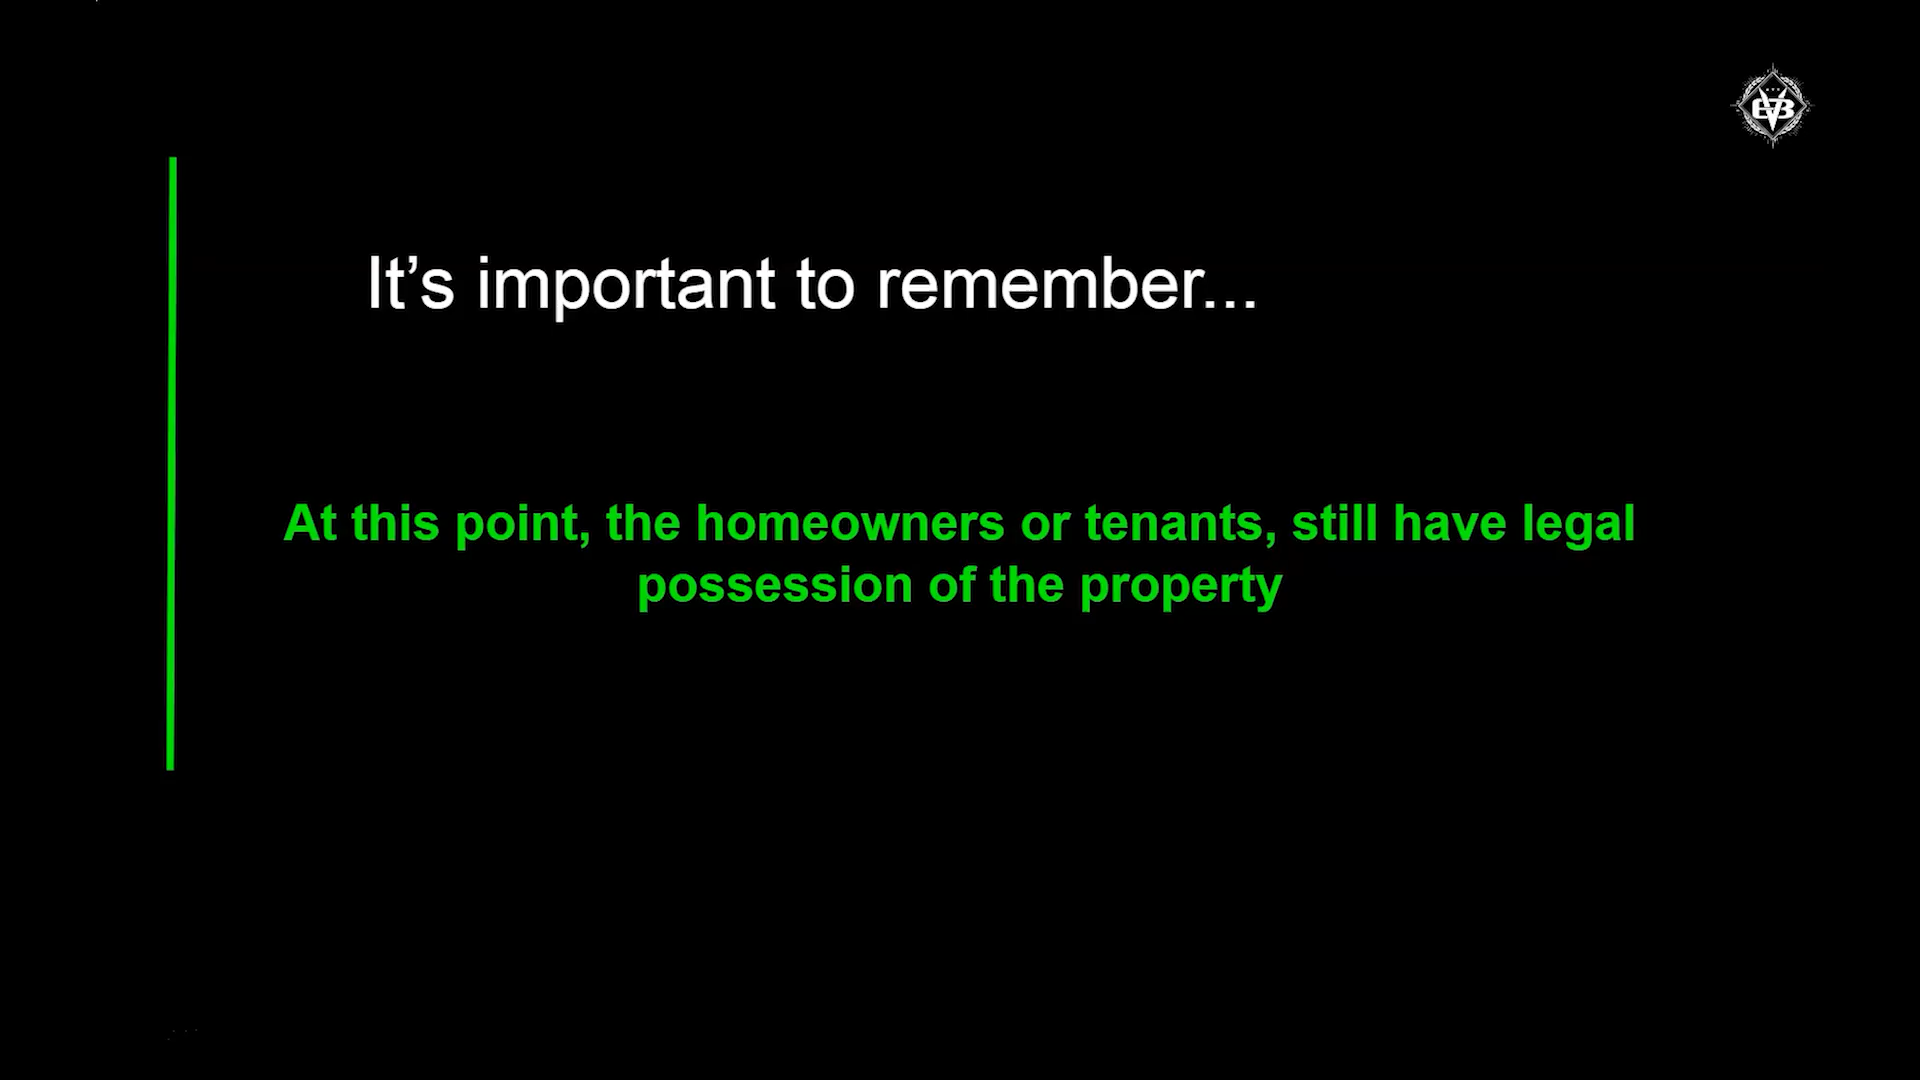 It’s important to remember...
At this point, the homeowners or tenants, still have legal
possession of the property